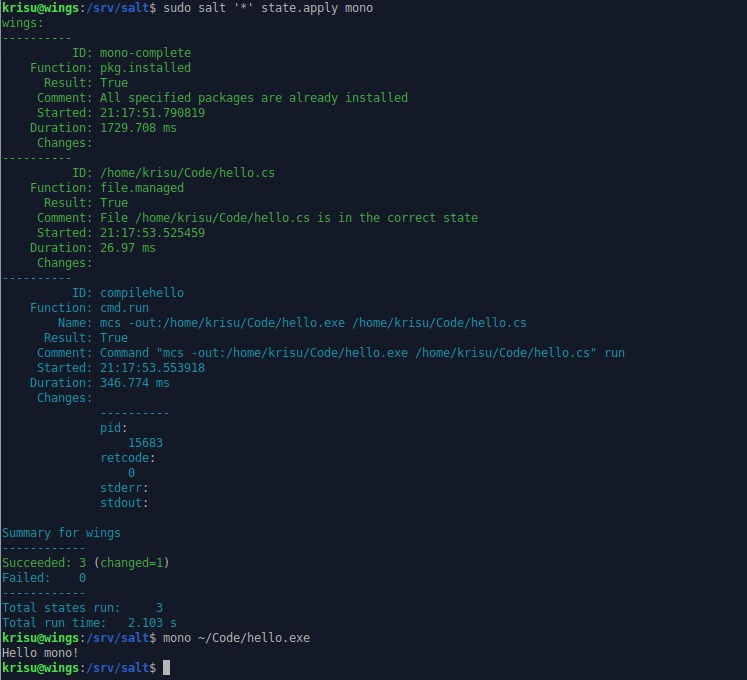 krisu@wings:/srv/salt$ sudo salt '*' state.apply mono
wings:
----------
          ID: mono-complete
    Function: pkg.installed
      Result: True
     Comment: All specified packages are already installed
     Started: 21:17:51.790819
    Duration: 1729.708 ms
     Changes:
----------
          ID: /home/krisu/Code/hello.cs
    Function: file.managed
      Result: True
     Comment: File /home/krisu/Code/hello.cs is in the correct state
     Started: 21:17:53.525459
    Duration: 26.97 ms
     Changes:
----------
          ID: compilehello
    Function: cmd.run
        Name: mcs -out:/home/krisu/Code/hello.exe /home/krisu/Code/hello.cs
      Result: True
     Comment: Command "mcs -out:/home/krisu/Code/hello.exe /home/krisu/Code/hello.cs" run
     Started: 21:17:53.553918
    Duration: 346.774 ms
     Changes:
              ----------
              pid:
                  15683
              retcode:
                  0
              stderr:
              stdout:

Summary for wings
------------
Succeeded: 3 (changed=1)
Failed:    0
------------
Total states run:     3
Total run time:   2.103 s
krisu@wings:/srv/salt$ mono ~/Code/hello.exe
Hello mono!
krisu@wings:/srv/salt$